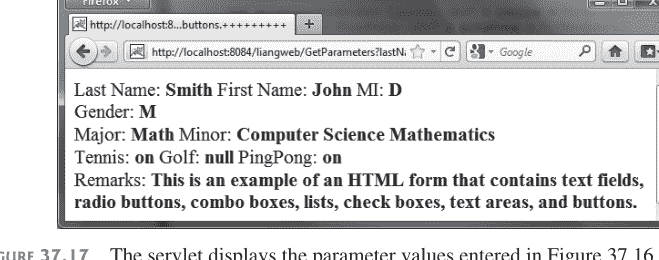 Firefox
http://localhost:8...buttons.+++++++++
http://localhost:8084/liangweb/GetParameters?lastN
Google
Last Name: Smith First Name: John MI: D
Gender: M
Major: Math Minor: Computer Science Mathematics
Tennis: on Golf: null PingPong: on
Remarks: This is an example of an HTML form that contains text fields,
radio buttons, combo boxes, lists, check boxes, text areas, and buttons.
GURE 37.17 The servlet displays the parameter values entered in Figure 37.16